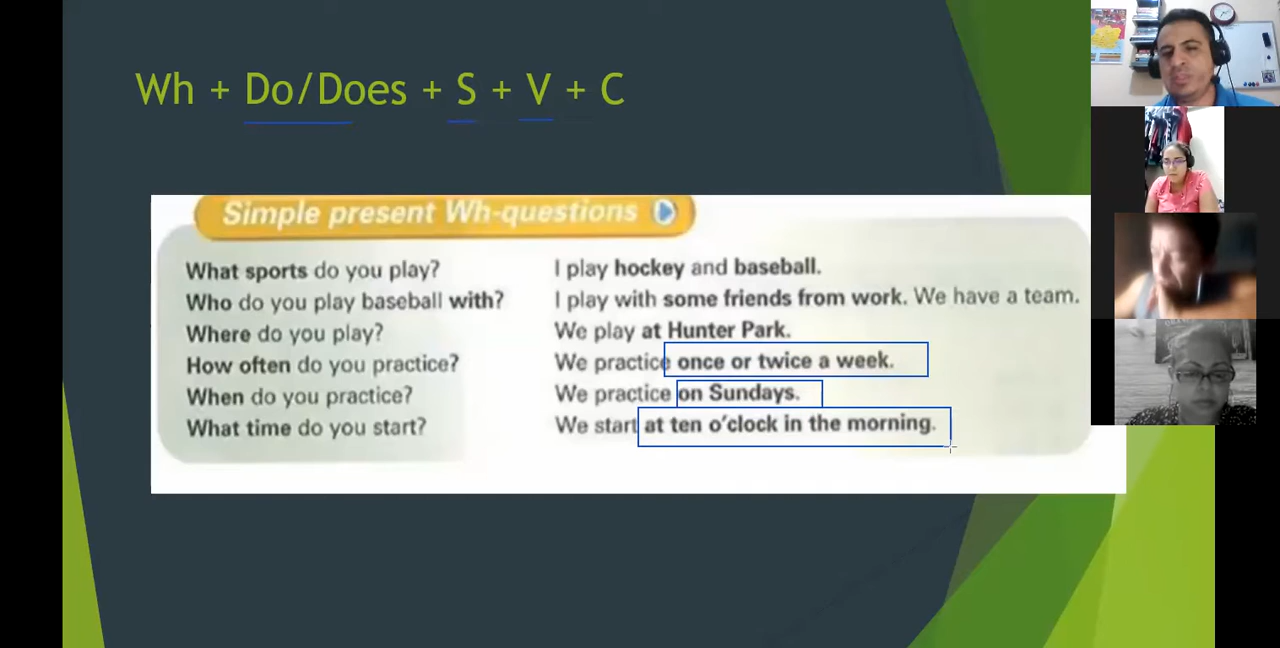 Wh + Do/Does + S + V + C
Simple present Wh-questions
What sports do you play? I play hockey and baseball.
Who do you play baseball with? I play with some friends from work. We have a team.
Where do you play? We play at Hunter Park.
How often do you practice? We practice once or twice a week.
When do you practice? We practice on Sundays.
What time do you start? We start at ten o'clock in the morning.